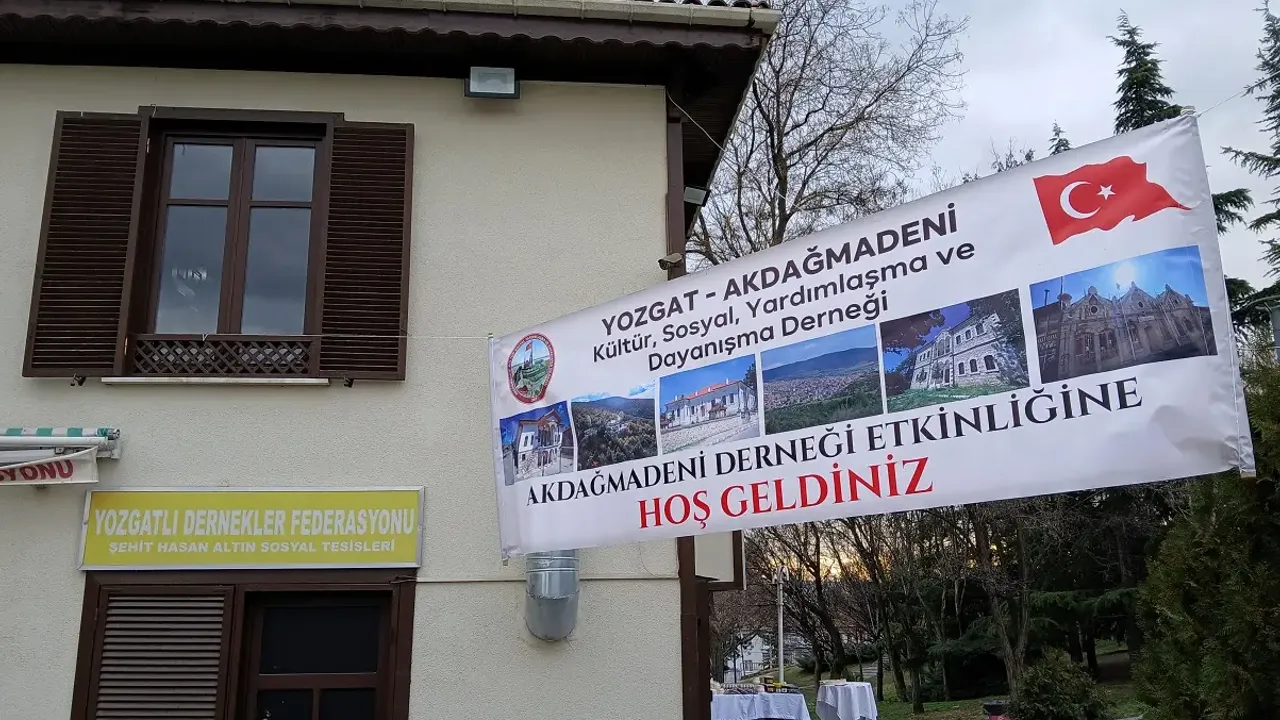 YOZGAT - AKDAĞMADENİ
Kültür, Sosyal, Yardımlaşma ve
Dayanışma Derneği
AKDAĞMADENİ DERNEĞİ ETKİNLİĞİNE
HOŞ GELDİNİZ
YOZGATLI DERNEKLER FEDERASYONU
ŞEHİT HASAN ALTIN SOSYAL TESİSLERİ